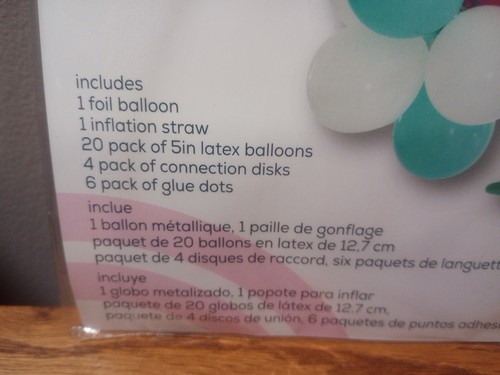 includes
1 foil balloon
1 inflation straw
20 pack of 5in latex balloons
4 pack of connection disks
6 pack of glue dots
inclue
1 ballon métallique, 1 paille de gonflage
paquet de 20 ballons en latex de 12,7 cm
paquet de 4 disques de raccord, six paquets de languett
incluye
1 globo metalizado, 1 popote para inflar
paquete de 20 globos de látex de 12.7 cm,
paquete de 4 discos de unión, 6 paquetes de puntos adhes